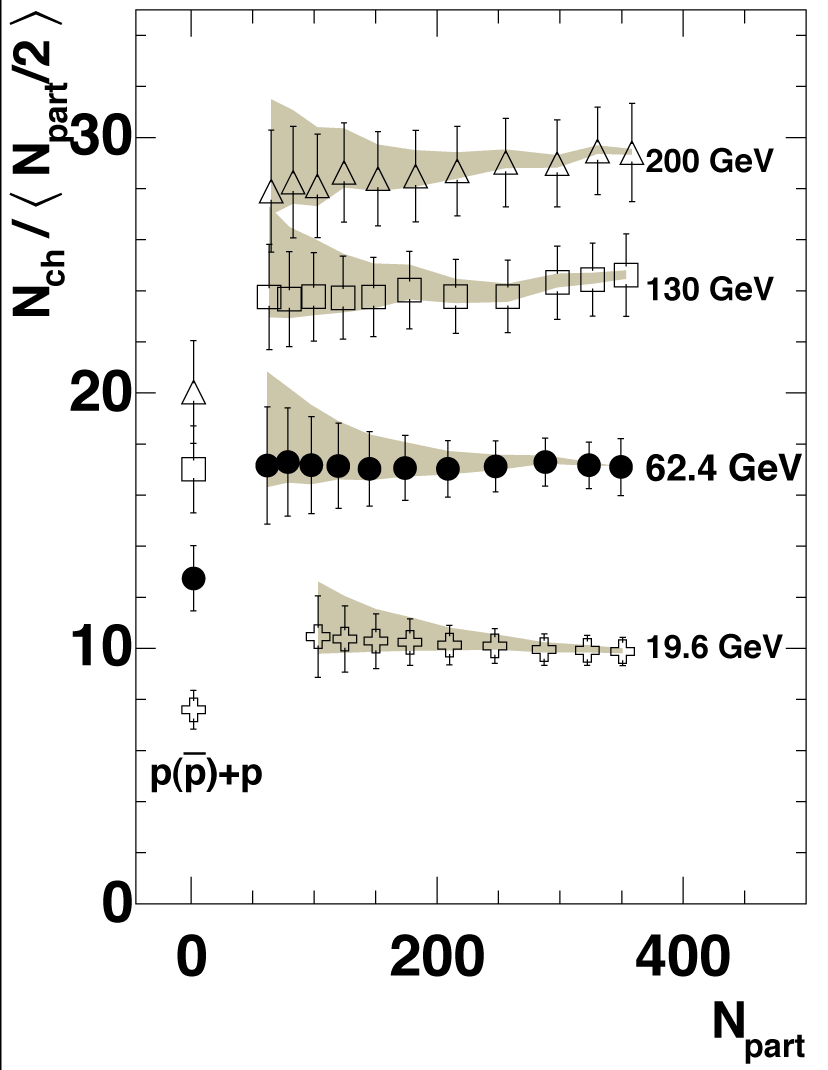 N_ch / ⟨ N_part /2 ⟩
30
200 GeV
130 GeV
20
62.4 GeV
10
19.6 GeV
p(p̅)+p
0
0 200 400
N_part